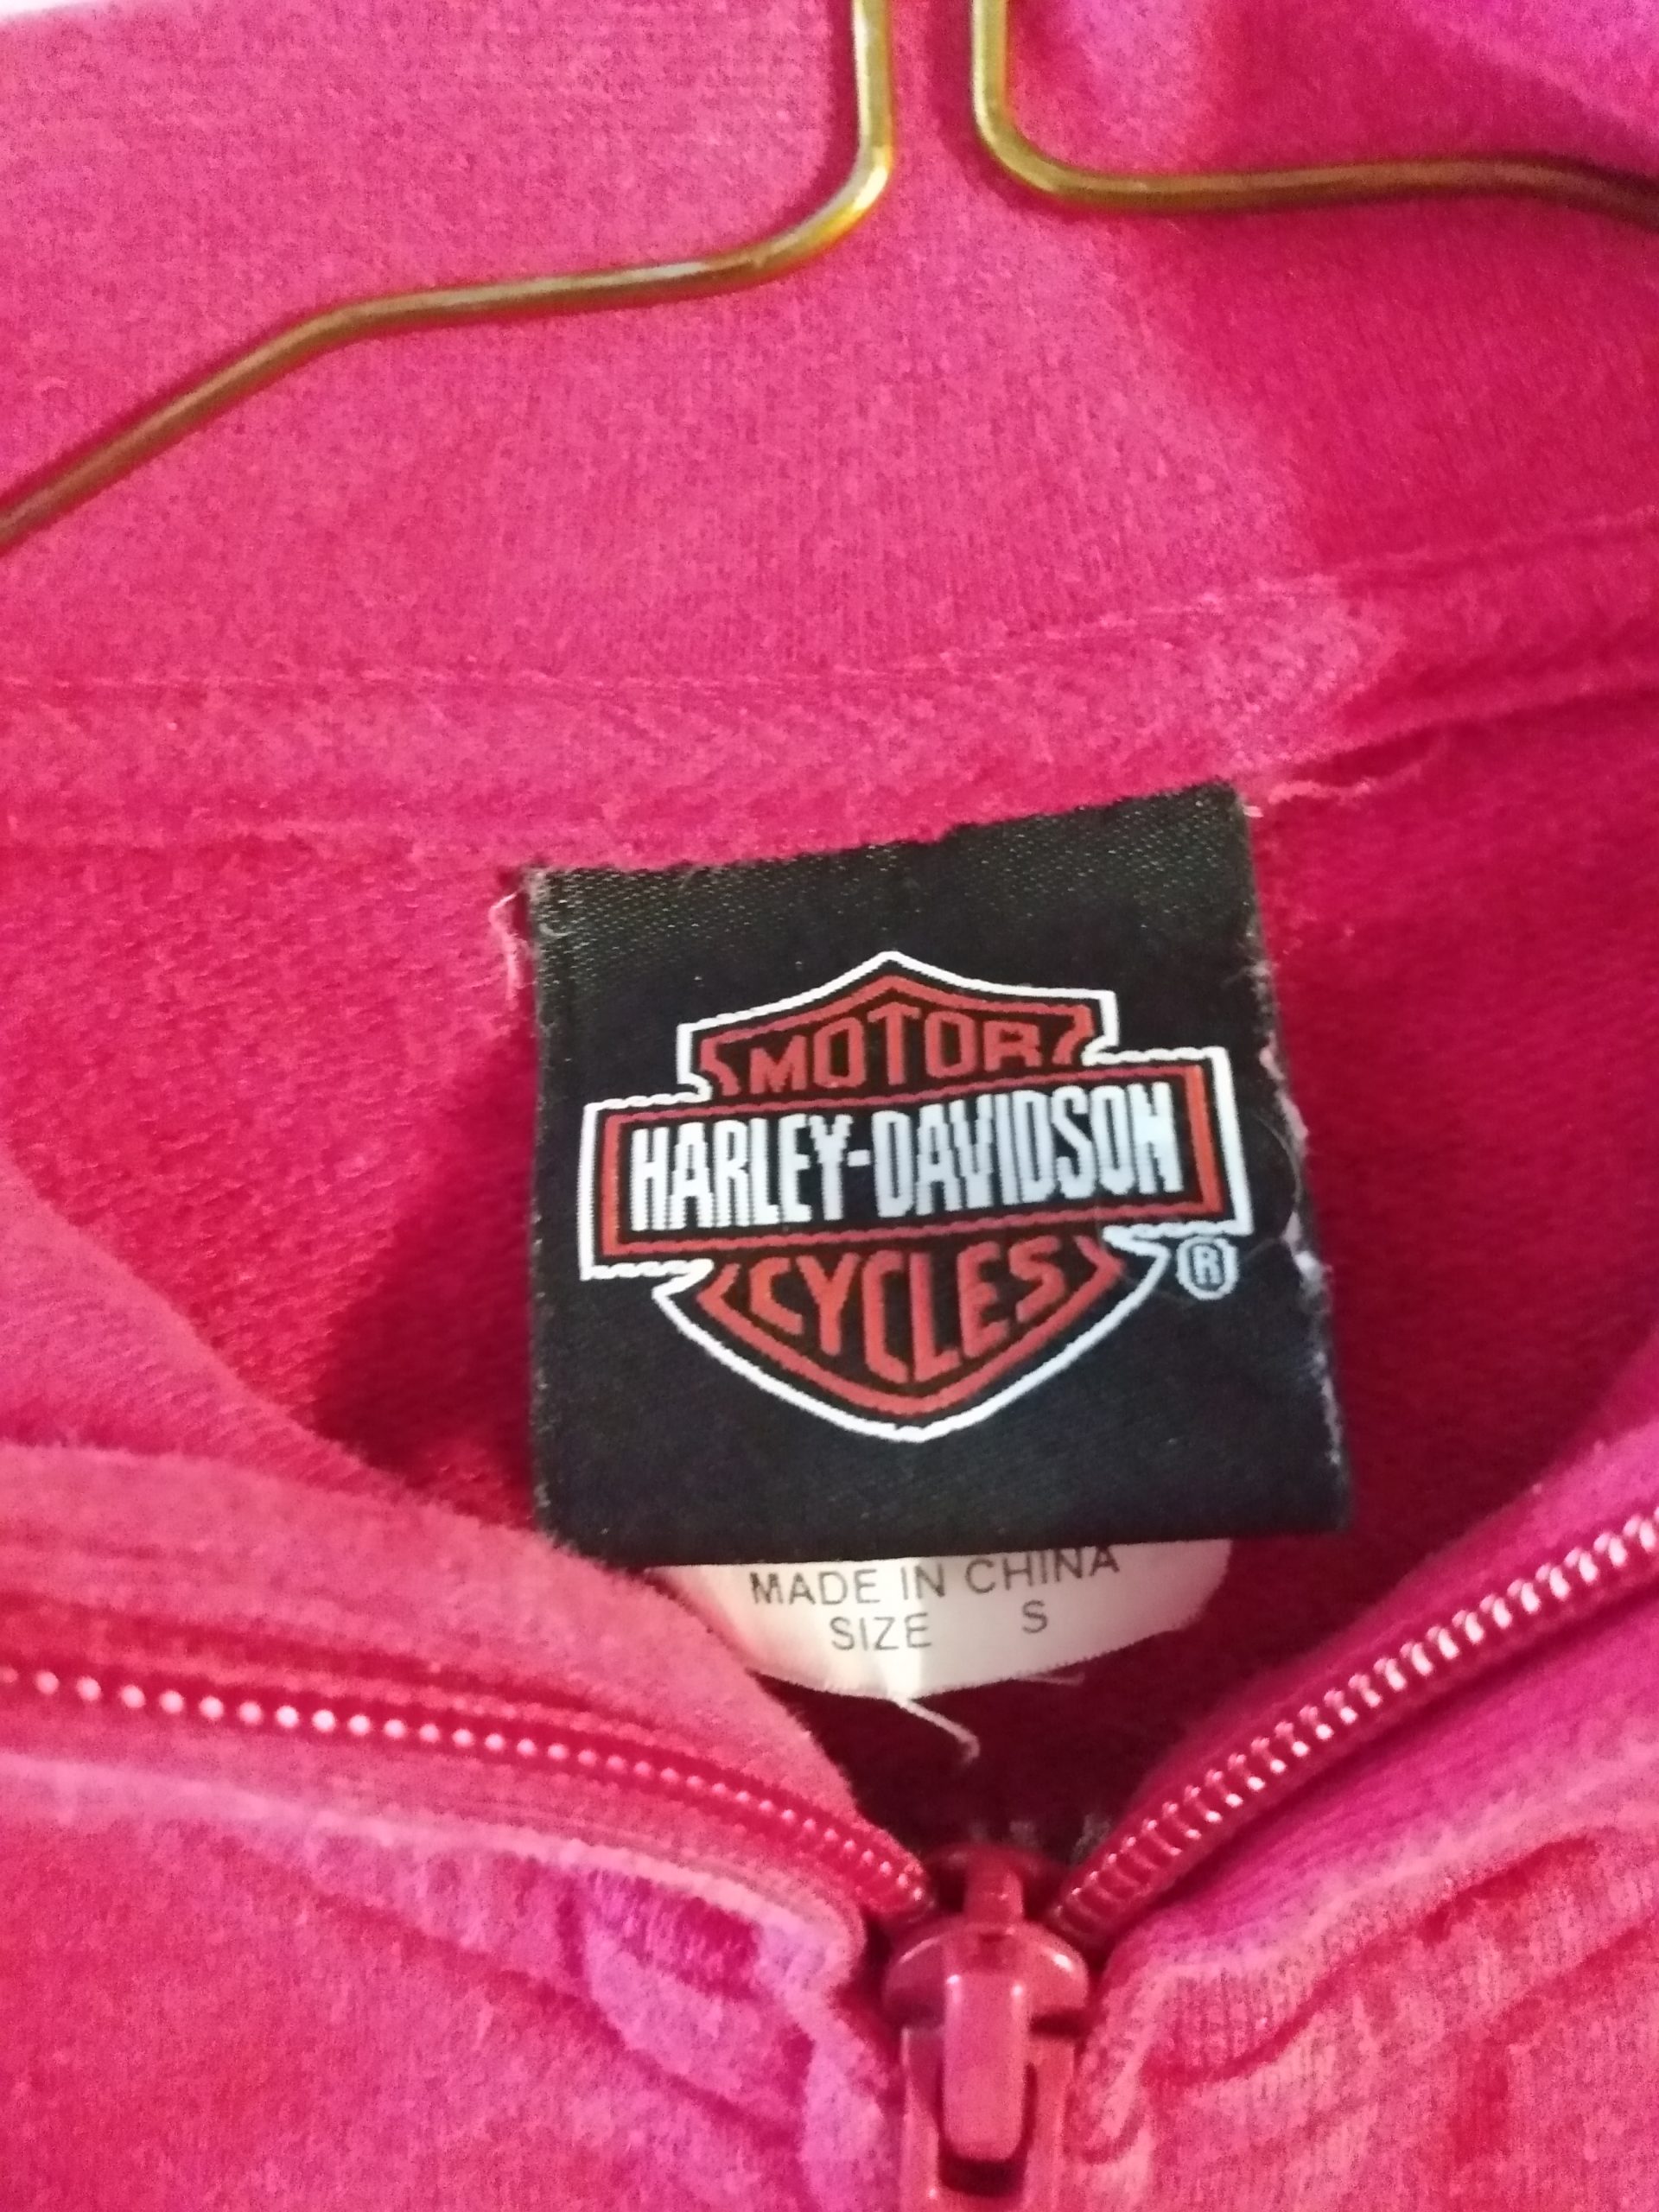 MOTOR
HARLEY-DAVIDSON
CYCLES
®
MADE IN CHINA
SIZE S